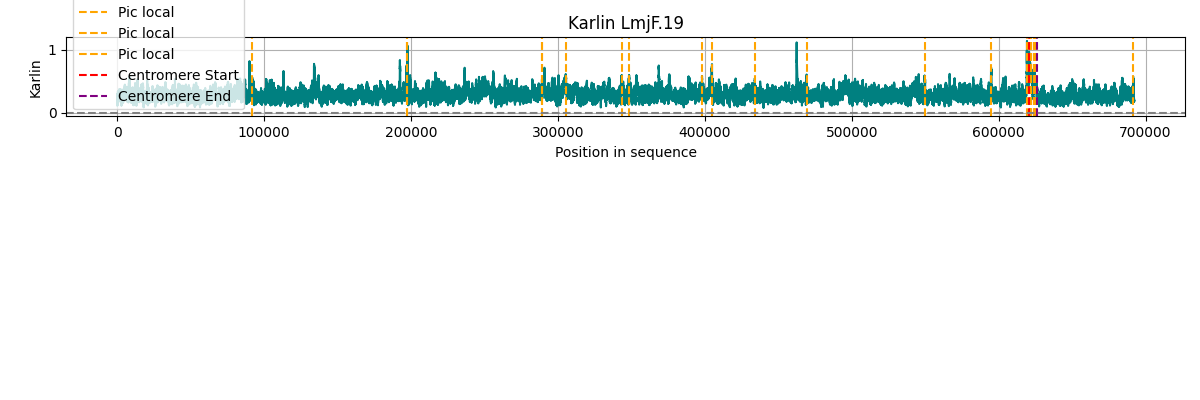 Karlin LmjF.19
Pic local
Pic local
Pic local
Centromere Start
Centromere End
Karlin
1
0
0
100000
200000
300000
400000
500000
600000
700000
Position in sequence